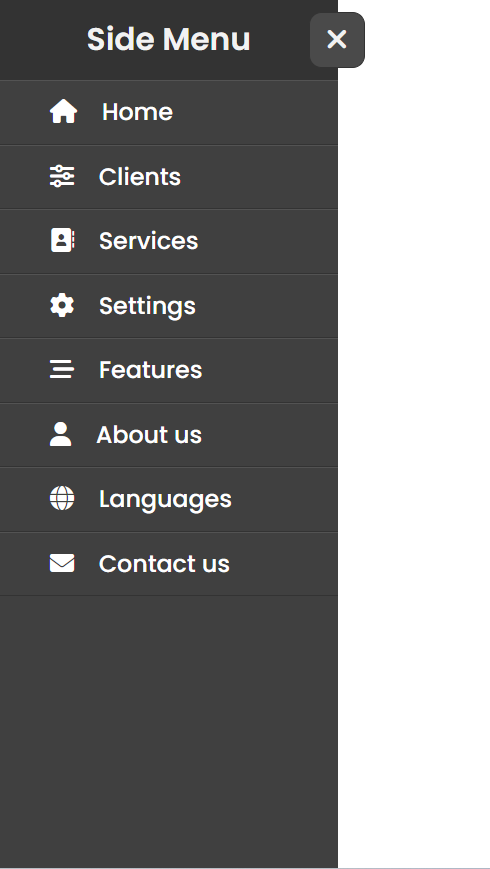 Side Menu
Home
Clients
Services
Settings
Features
About us
Languages
Contact us